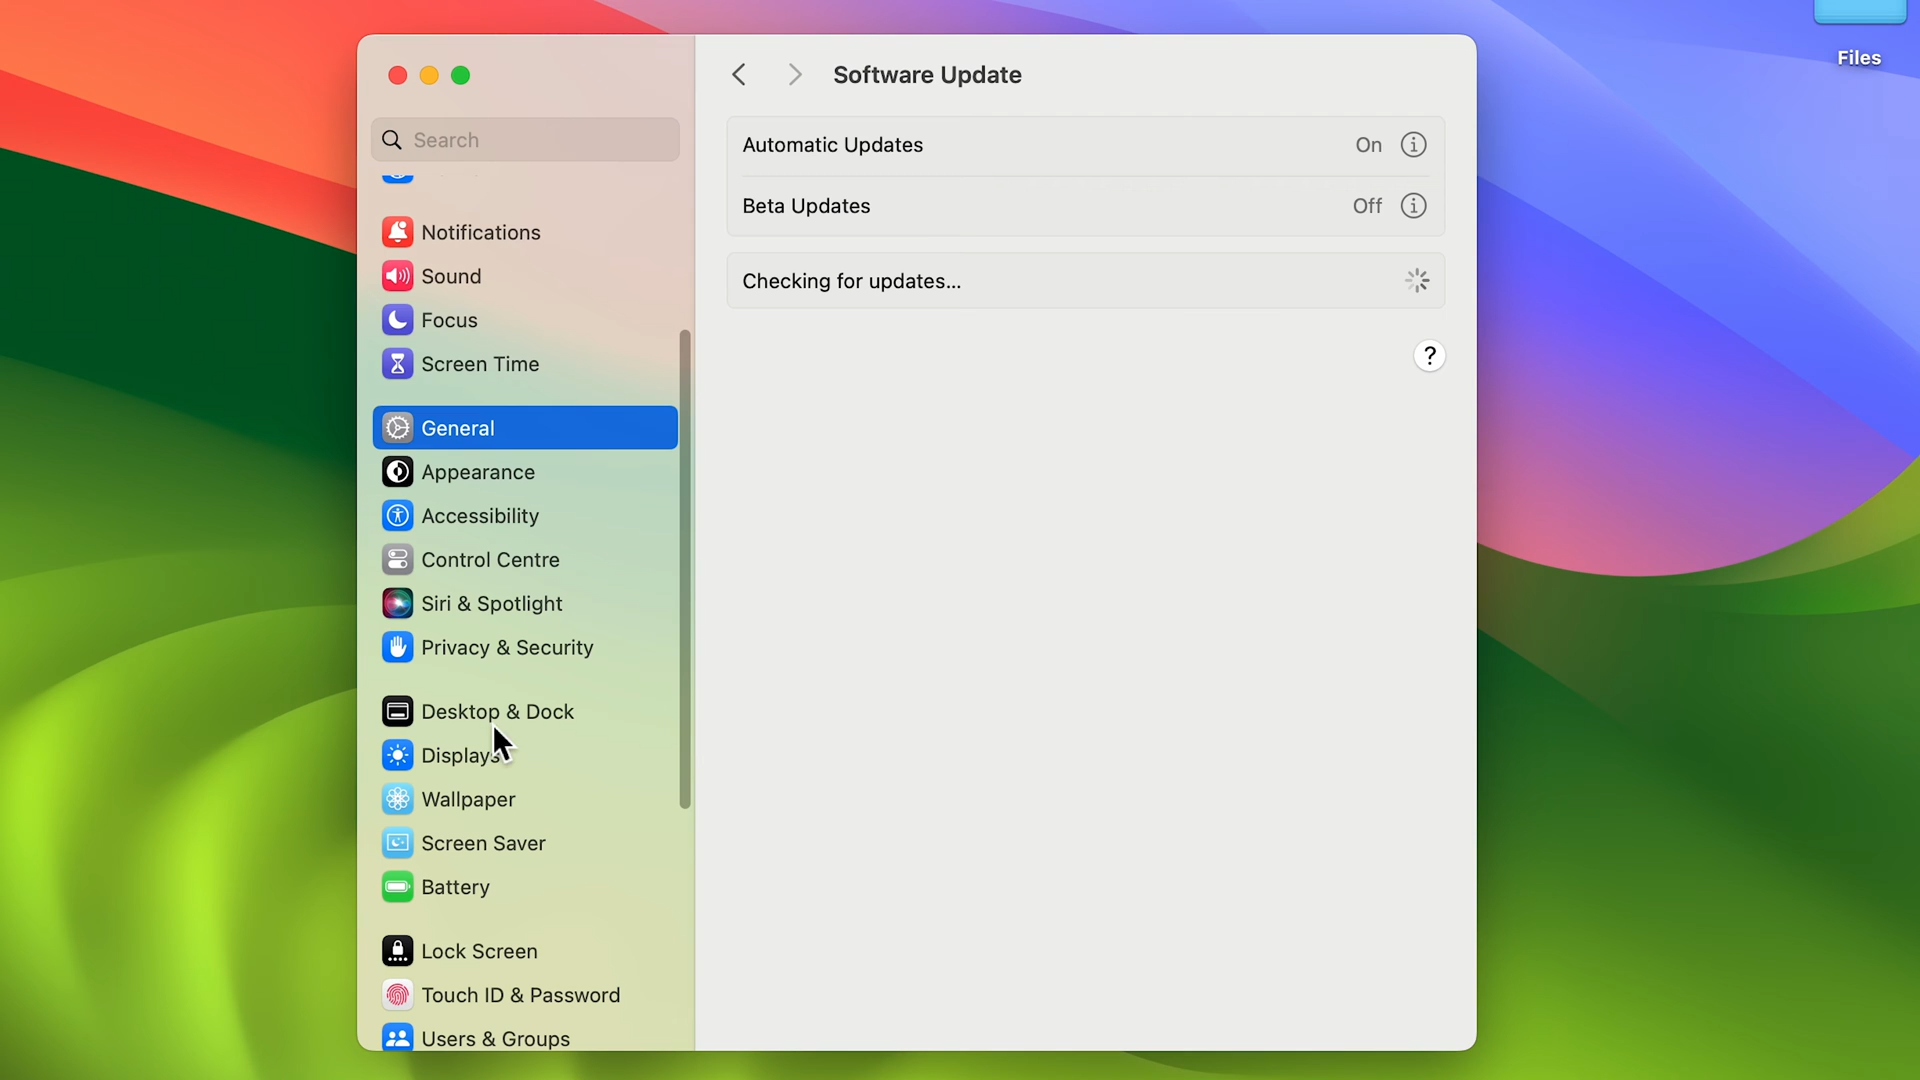 Files
Software Update
Search
Automatic Updates On
Beta Updates Off
Checking for updates...
?
Notifications
Sound
Focus
Screen Time
General
Appearance
Accessibility
Control Centre
Siri & Spotlight
Privacy & Security
Desktop & Dock
Displays
Wallpaper
Screen Saver
Battery
Lock Screen
Touch ID & Password
Users & Groups